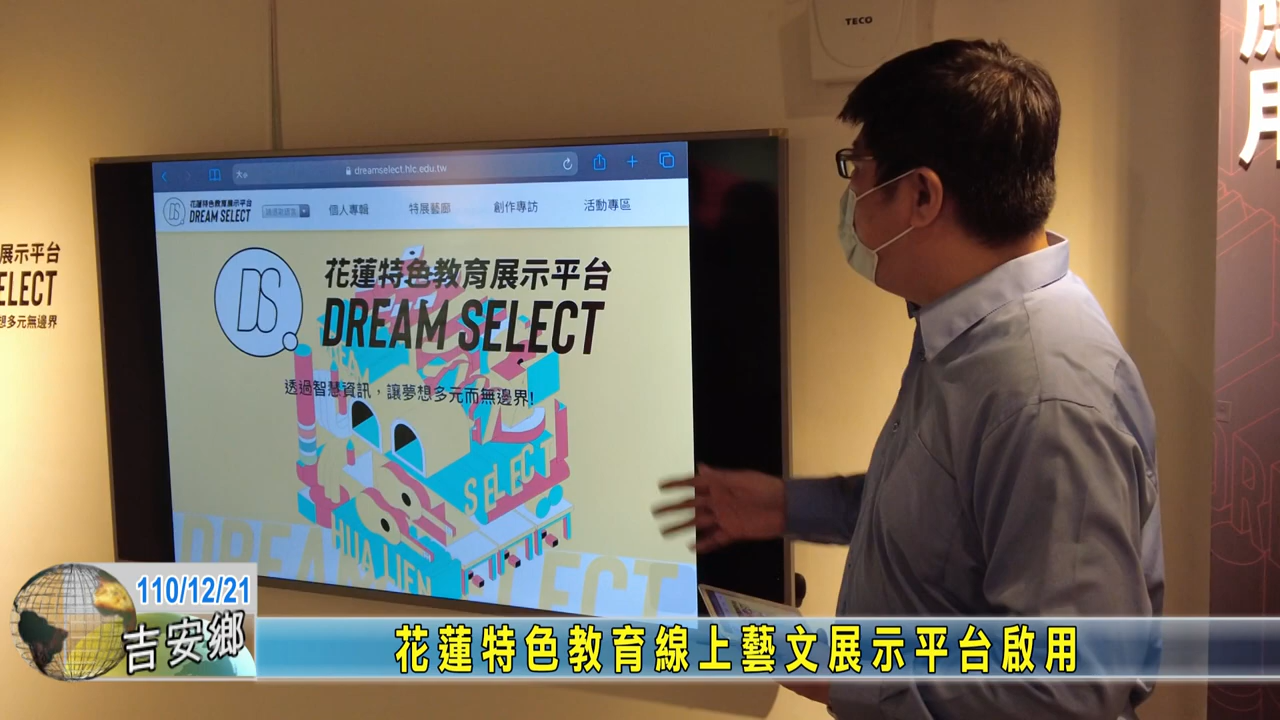 TECO
用
展示平台
ELECT
想多元無邊界
dreamselect.hlc.edu.tw
DS
花蓮特色教育展示平台
DREAM SELECT
個人專輯
特展藝廊
創作專訪
活動專區
DS
花蓮特色教育展示平台
DREAM SELECT
透過智慧資訊，讓夢想多元而無邊界!
SELECT
HUALIEN
110/12/21
吉安鄉
花蓮特色教育線上藝文展示平台啟用